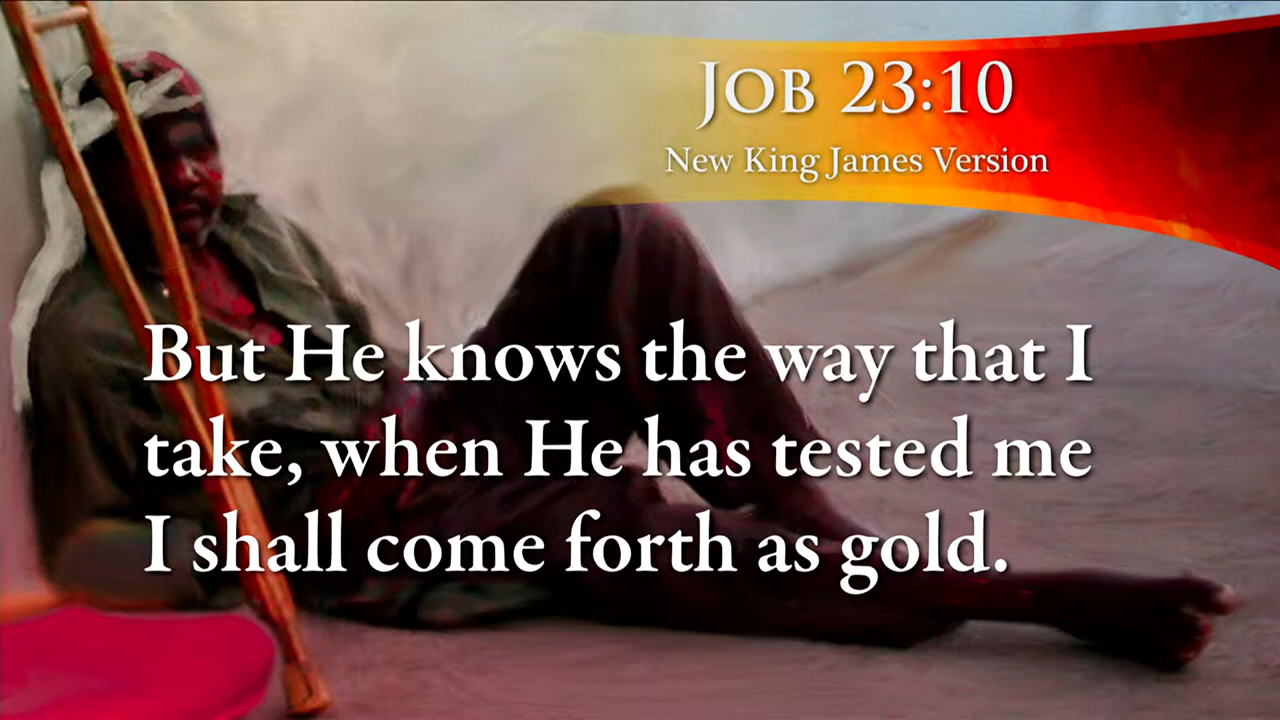 Job 23:10
New King James Version
But He knows the way that I
take, when He has tested me
I shall come forth as gold.